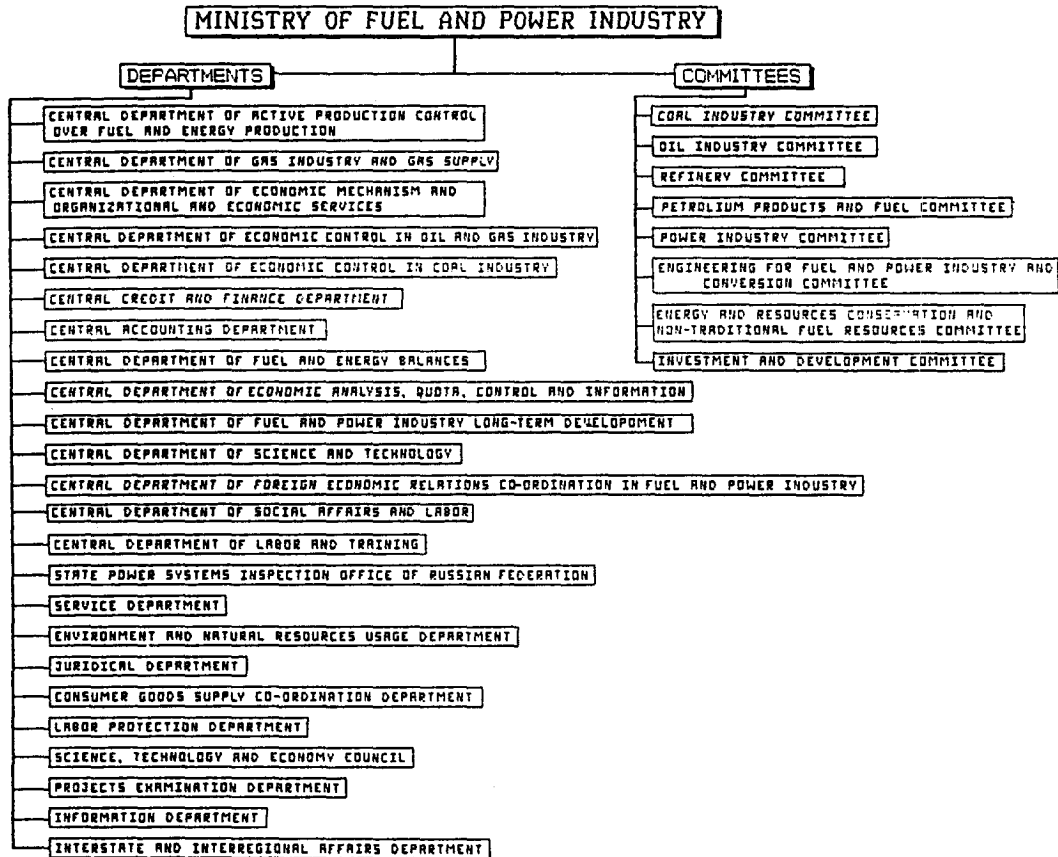 MINISTRY OF FUEL AND POWER INDUSTRY
DEPARTMENTS
CENTRAL DEPARTMENT OF ACTIVE PRODUCTION CONTROL
OVER FUEL AND ENERGY PRODUCTION
CENTRAL DEPARTMENT OF GAS INDUSTRY AND GAS SUPPLY
CENTRAL DEPARTMENT OF ECONOMIC MECHANISM AND
ORGANIZATIONAL AND ECONOMIC SERVICES
CENTRAL DEPARTMENT OF ECONOMIC CONTROL IN OIL AND GAS INDUSTRY
CENTRAL DEPARTMENT OF ECONOMIC CONTROL IN COAL INDUSTRY
CENTRAL CREDIT AND FINANCE DEPARTMENT
CENTRAL ACCOUNTING DEPARTMENT
CENTRAL DEPARTMENT OF FUEL AND ENERGY BALANCES
CENTRAL DEPARTMENT OF ECONOMIC ANALYSIS, QUOTA, CONTROL AND INFORMATION
CENTRAL DEPARTMENT OF FUEL AND POWER INDUSTRY LONG-TERM DEVELOPOMENT
CENTRAL DEPARTMENT OF SCIENCE AND TECHNOLOGY
CENTRAL DEPARTMENT OF FOREIGN ECONOMIC RELATIONS CO-ORDINATION IN FUEL AND POWER INDUSTRY
CENTRAL DEPARTMENT OF SOCIAL AFFAIRS AND LABOR
CENTRAL DEPARTMENT OF LABOR AND TRAINING
STATE POWER SYSTEMS INSPECTION OFFICE OF RUSSIAN FEDERATION
SERVICE DEPARTMENT
ENVIRONMENT AND NATURAL RESOURCES USAGE DEPARTMENT
JURIDICAL DEPARTMENT
CONSUMER GOODS SUPPLY CO-ORDINATION DEPARTMENT
LABOR PROTECTION DEPARTMENT
SCIENCE, TECHNOLOGY AND ECONOMY COUNCIL
PROJECTS EXAMINATION DEPARTMENT
INFORMATION DEPARTMENT
INTERSTATE AND INTERREGIONAL AFFAIRS DEPARTMENT
COMMITTEES
COAL INDUSTRY COMMITTEE
OIL INDUSTRY COMMITTEE
REFINERY COMMITTEE
PETROLIUM PRODUCTS AND FUEL COMMITTEE
POWER INDUSTRY COMMITTEE
ENGINEERING FOR FUEL AND POWER INDUSTRY AND
CONVERSION COMMITTEE
ENERGY AND RESOURCES CONSERVATION AND
NON-TRADITIONAL FUEL RESOURCES COMMITTEE
INVESTMENT AND DEVELOPMENT COMMITTEE